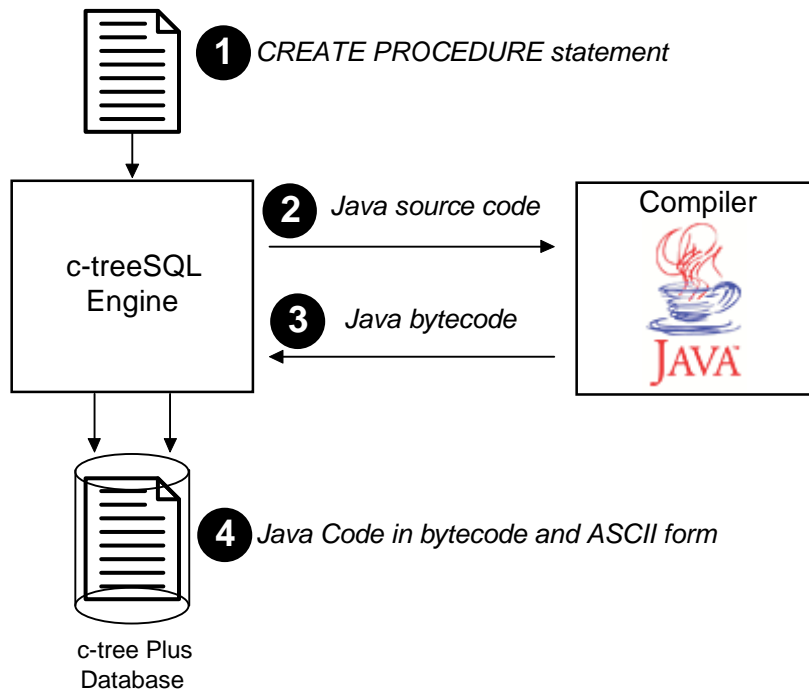 1 CREATE PROCEDURE statement
c-treeSQL
Engine
2 Java source code
3 Java bytecode
Compiler
JAVA™
4 Java Code in bytecode and ASCII form
c-tree Plus
Database